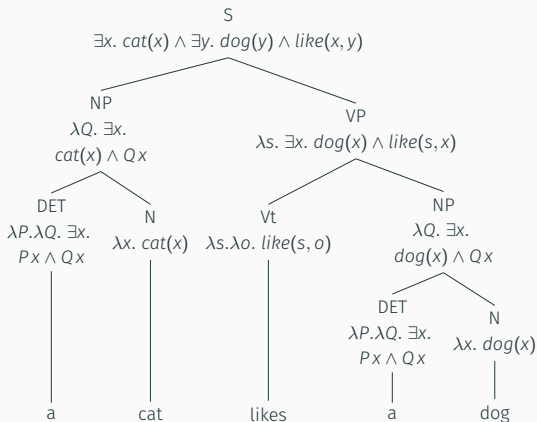 S
∃x. cat(x) ∧ ∃y. dog(y) ∧ like(x, y)
NP
λQ. ∃x.
cat(x) ∧ Q x
VP
λs. ∃x. dog(x) ∧ like(s, x)
DET
λP.λQ. ∃x.
P x ∧ Q x
N
λx. cat(x)
Vt
λs.λo. like(s, o)
NP
λQ. ∃x.
dog(x) ∧ Q x
DET
λP.λQ. ∃x.
P x ∧ Q x
N
λx. dog(x)
a cat likes a dog